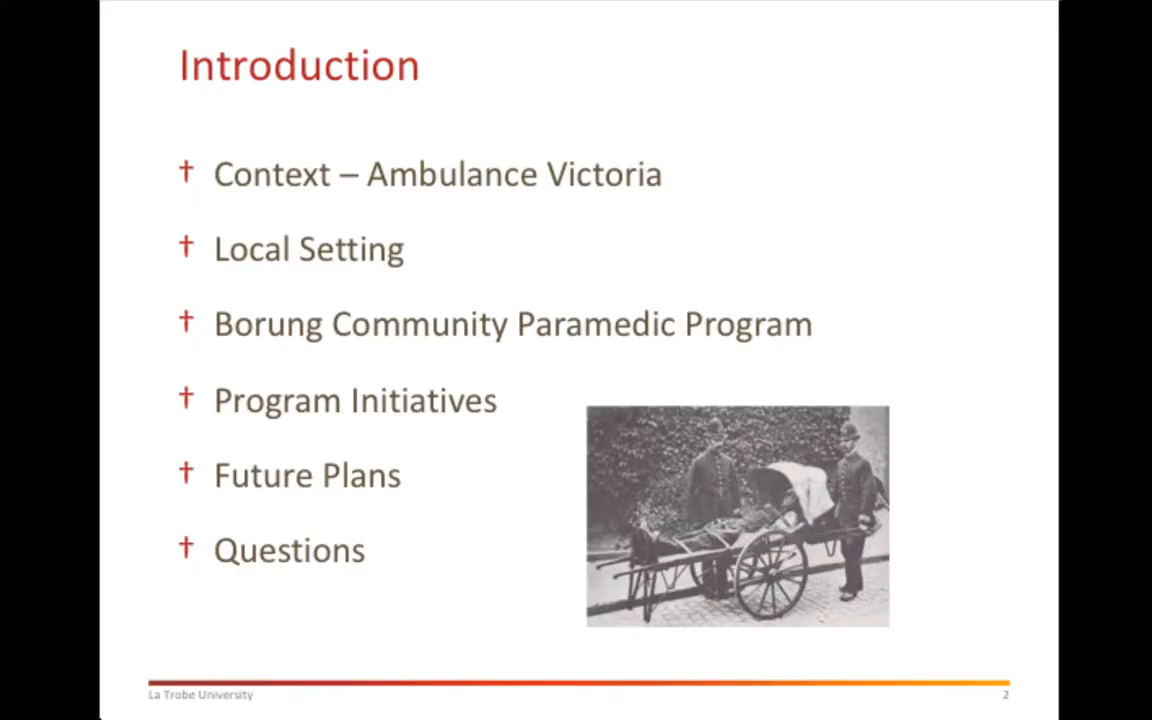 Introduction
† Context – Ambulance Victoria
† Local Setting
† Borung Community Paramedic Program
† Program Initiatives
† Future Plans
† Questions
La Trobe University
2